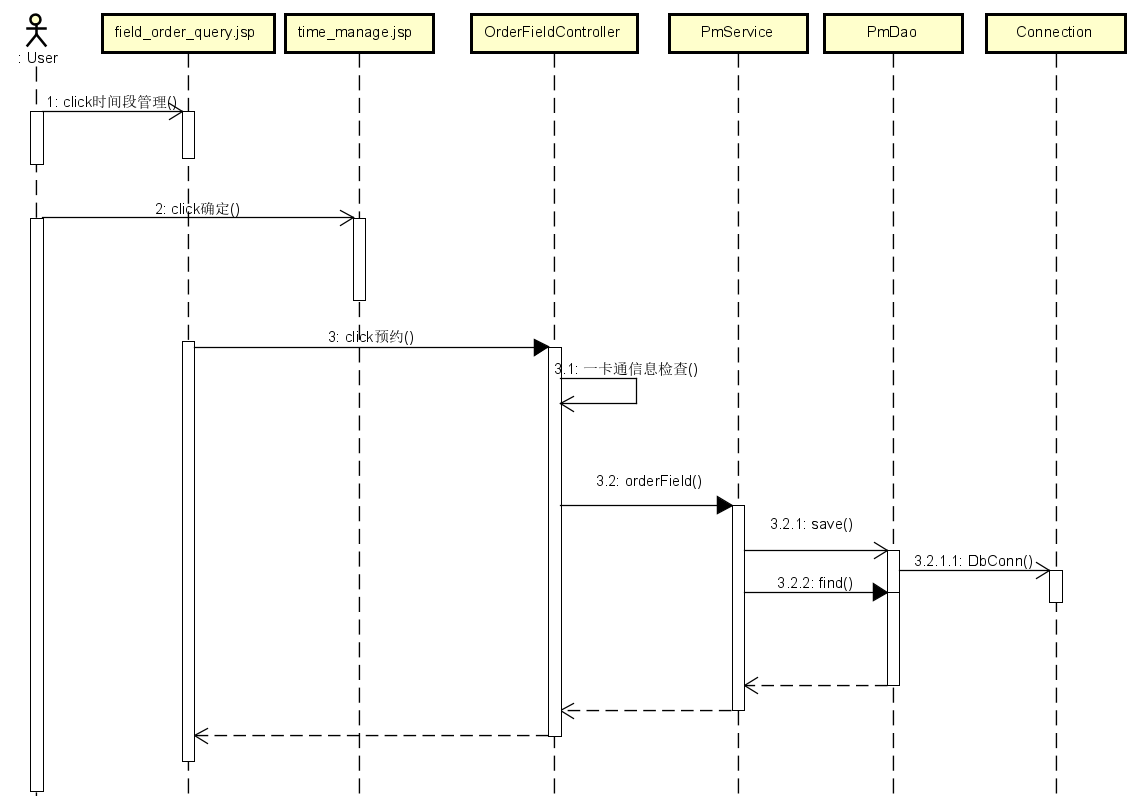 field_order_query.jsp
time_manage.jsp
OrderFieldController
PmService
PmDao
Connection
: User
1: click时间段管理()
2: click确定()
3: click预约()
3.1: 一卡通信息检查()
3.2: orderField()
3.2.1: save()
3.2.1.1: DbConn()
3.2.2: find()